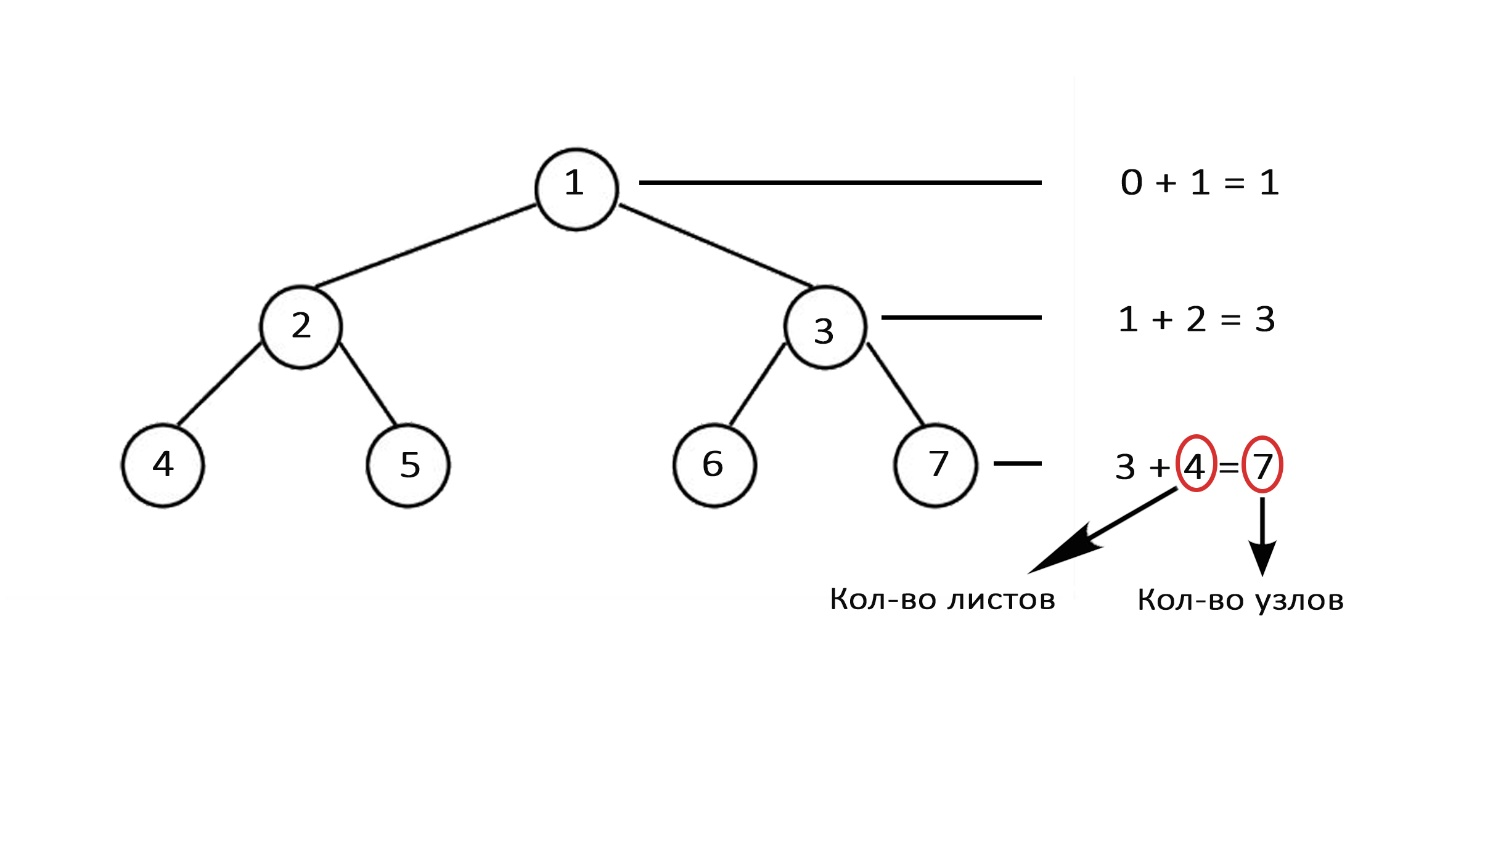 1
0 + 1 = 1
2
3
1 + 2 = 3
4
5
6
7
3 + 4 = 7
Кол-во листов
Кол-во узлов